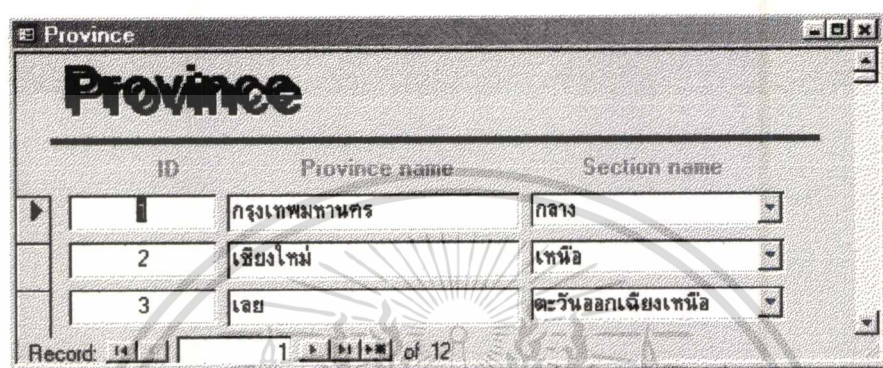 Province
Province
ID Province name Section name
1 กรุงเทพมหานคร กลาง
2 เชียงใหม่ เหนือ
3 เลย ตะวันออกเฉียงเหนือ
Record: 1 of 12